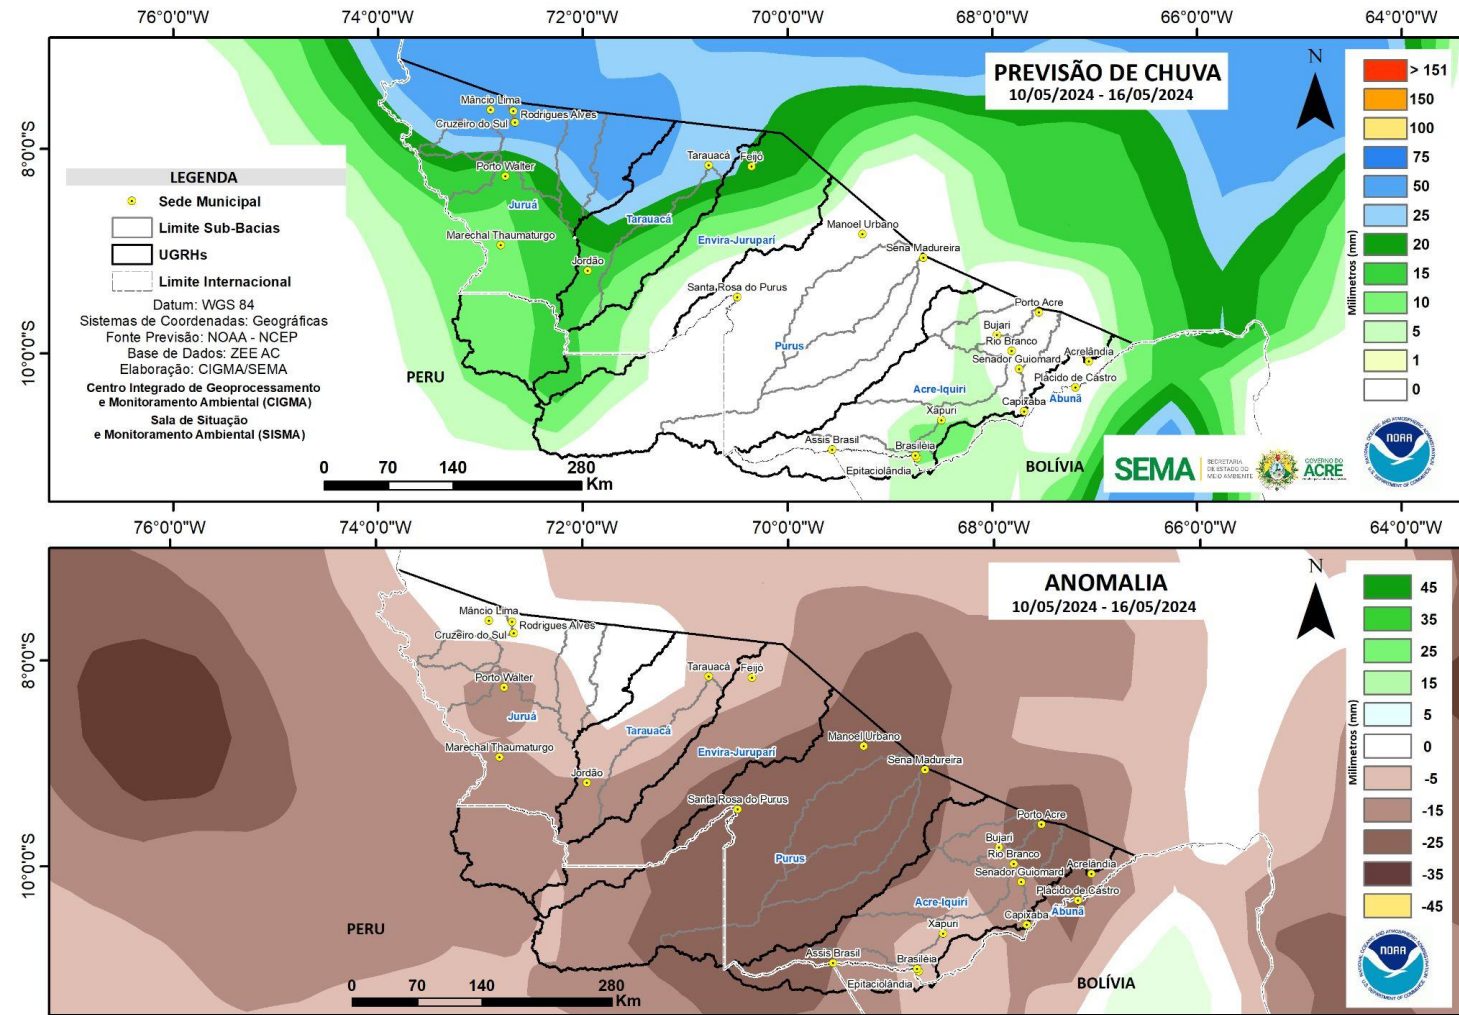 76°0'0"W
74°0'0"W
72°0'0"W
70°0'0"W
68°0'0"W
66°0'0"W
64°0'0"W
8°0'0"S
10°0'0"S
PREVISÃO DE CHUVA
10/05/2024 - 16/05/2024
N
Milímetros (mm)
> 151
150
100
75
50
25
20
15
10
5
1
0
LEGENDA
Sede Municipal
Limite Sub-Bacias
UGRHs
Limite Internacional
Datum: WGS 84
Sistemas de Coordenadas: Geográficas
Fonte Previsão: NOAA - NCEP
Base de Dados: ZEE AC
Elaboração: CIGMA/SEMA
Centro Integrado de Geoprocessamento
e Monitoramento Ambiental (CIGMA)
Sala de Situação
e Monitoramento Ambiental (SISMA)
Mâncio Lima
Rodrigues Alves
Cruzeiro do Sul
Porto Walter
Juruá
Marechal Thaumaturgo
Jordão
Tarauacá
Feijó
Tarauacá
Envira-Juruparí
Manoel Urbano
Sena Madureira
Santa Rosa do Purus
Purus
Porto Acre
Bujari
Rio Branco
Senador Guiomard
Acrelândia
Plácido de Castro
Acre-Iquiri
Abunã
Capixaba
Xapuri
Assis Brasil
Brasiléia
Epitaciolândia
PERU
BOLÍVIA
0 70 140 280
Km
SEMA
SECRETARIA
DE ESTADO DO
MEIO AMBIENTE
GOVERNO DO
ACRE
NOAA
76°0'0"W
74°0'0"W
72°0'0"W
70°0'0"W
68°0'0"W
66°0'0"W
64°0'0"W
8°0'0"S
10°0'0"S
ANOMALIA
10/05/2024 - 16/05/2024
N
Milímetros (mm)
45
35
25
15
5
0
-5
-15
-25
-35
-45
Mâncio Lima
Rodrigues Alves
Cruzeiro do Sul
Porto Walter
Juruá
Marechal Thaumaturgo
Jordão
Tarauacá
Feijó
Tarauacá
Envira-Juruparí
Manoel Urbano
Sena Madureira
Santa Rosa do Purus
Purus
Porto Acre
Bujari
Rio Branco
Senador Guiomard
Acrelândia
Plácido de Castro
Acre-Iquiri
Abunã
Capixaba
Xapuri
Assis Brasil
Brasiléia
Epitaciolândia
PERU
BOLÍVIA
0 70 140 280
Km
NOAA